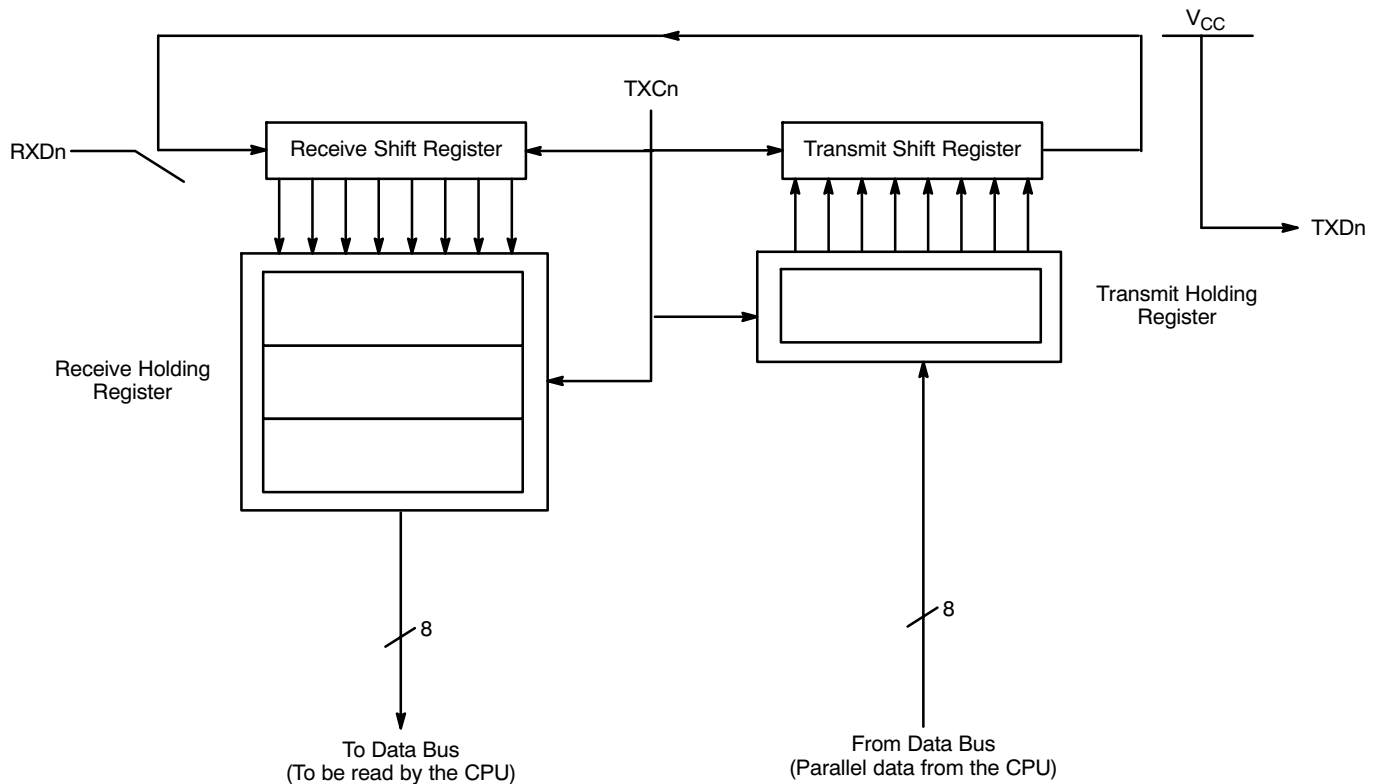 VCC
TXCn
RXDn
Receive Shift Register
Transmit Shift Register
TXDn
Transmit Holding
Register
Receive Holding
Register
8
8
To Data Bus
(To be read by the CPU)
From Data Bus
(Parallel data from the CPU)